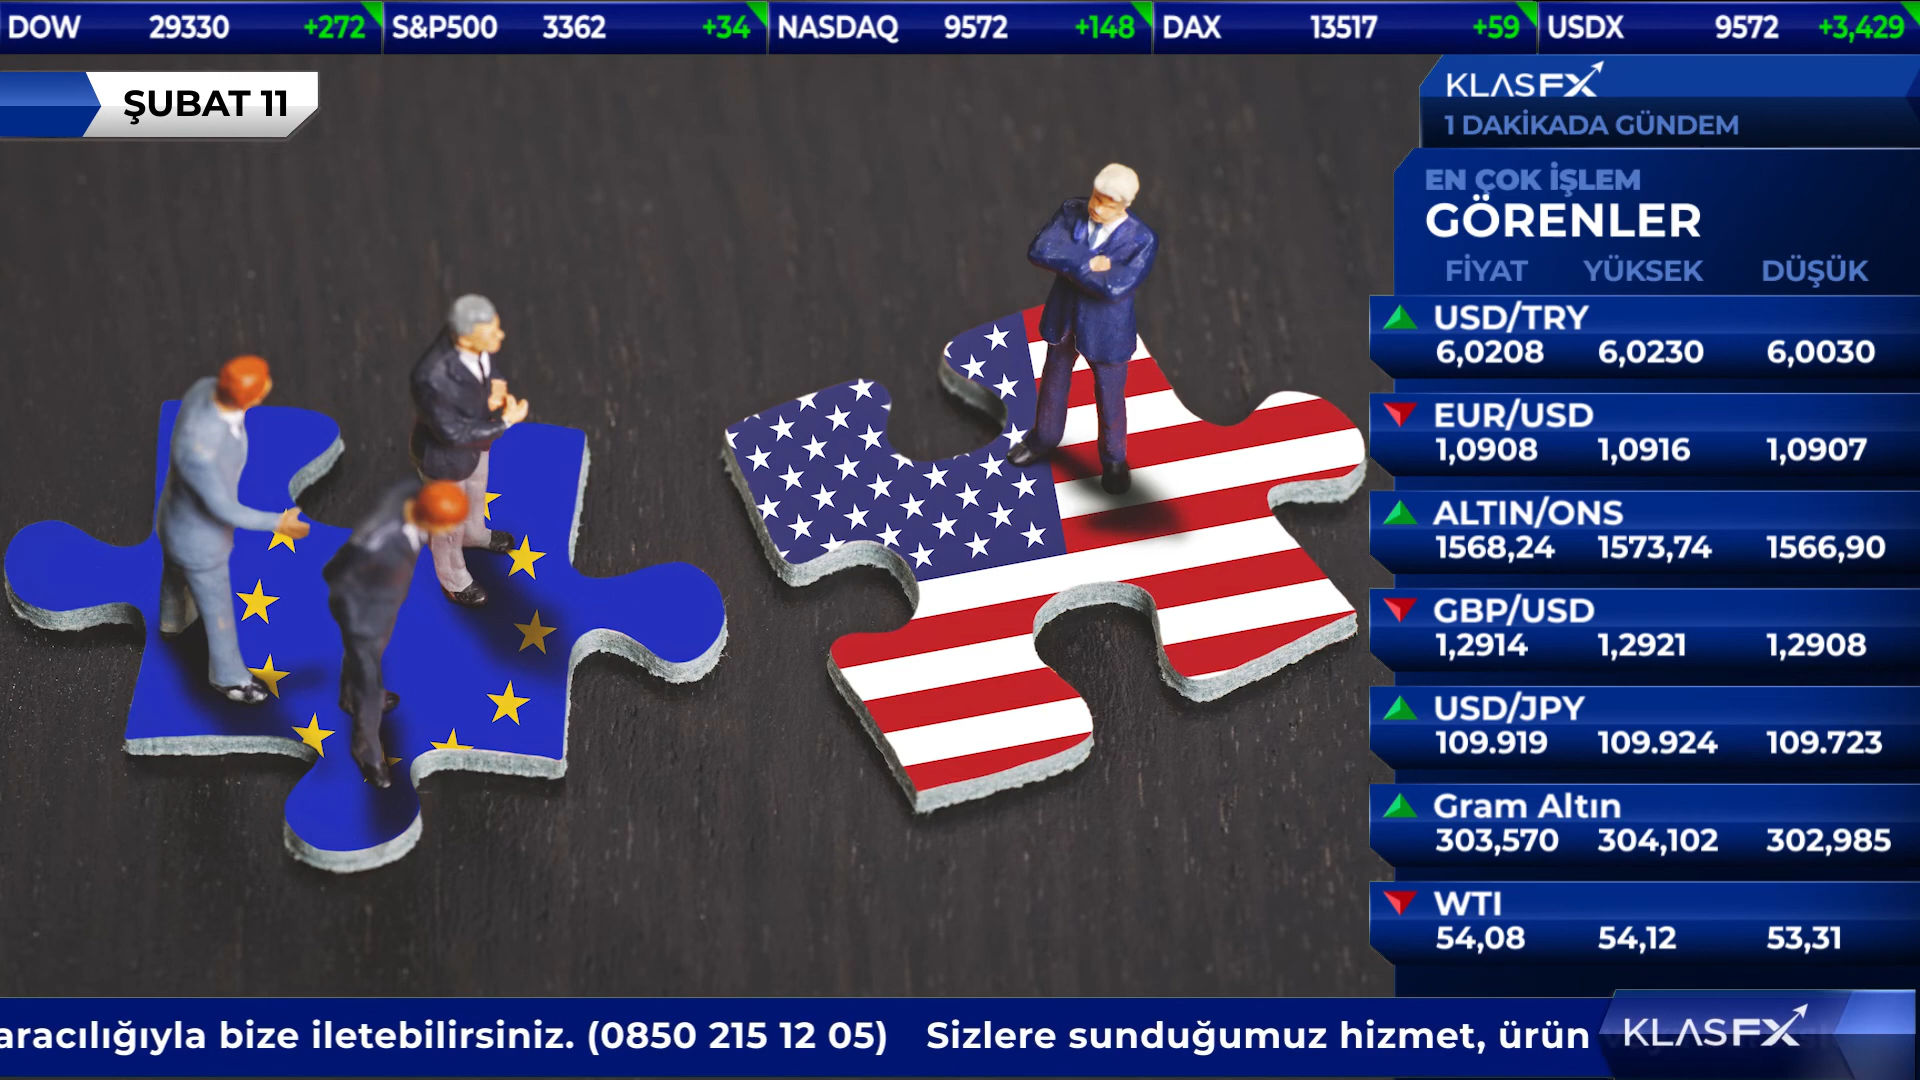 DOW 29330 +272 S&P500 3362 +34 NASDAQ 9572 +148 DAX 13517 +59 USDX 9572 +3,429
ŞUBAT 11
KLASFX
1 DAKİKADA GÜNDEM
EN ÇOK İŞLEM
GÖRENLER
FİYAT YÜKSEK DÜŞÜK
USD/TRY
6,0208 6,0230 6,0030
EUR/USD
1,0908 1,0916 1,0907
ALTIN/ONS
1568,24 1573,74 1566,90
GBP/USD
1,2914 1,2921 1,2908
USD/JPY
109.919 109.924 109.723
Gram Altın
303,570 304,102 302,985
WTI
54,08 54,12 53,31
aracılığıyla bize iletebilirsiniz. (0850 215 12 05) Sizlere sunduğumuz hizmet, ürün
KLASFX